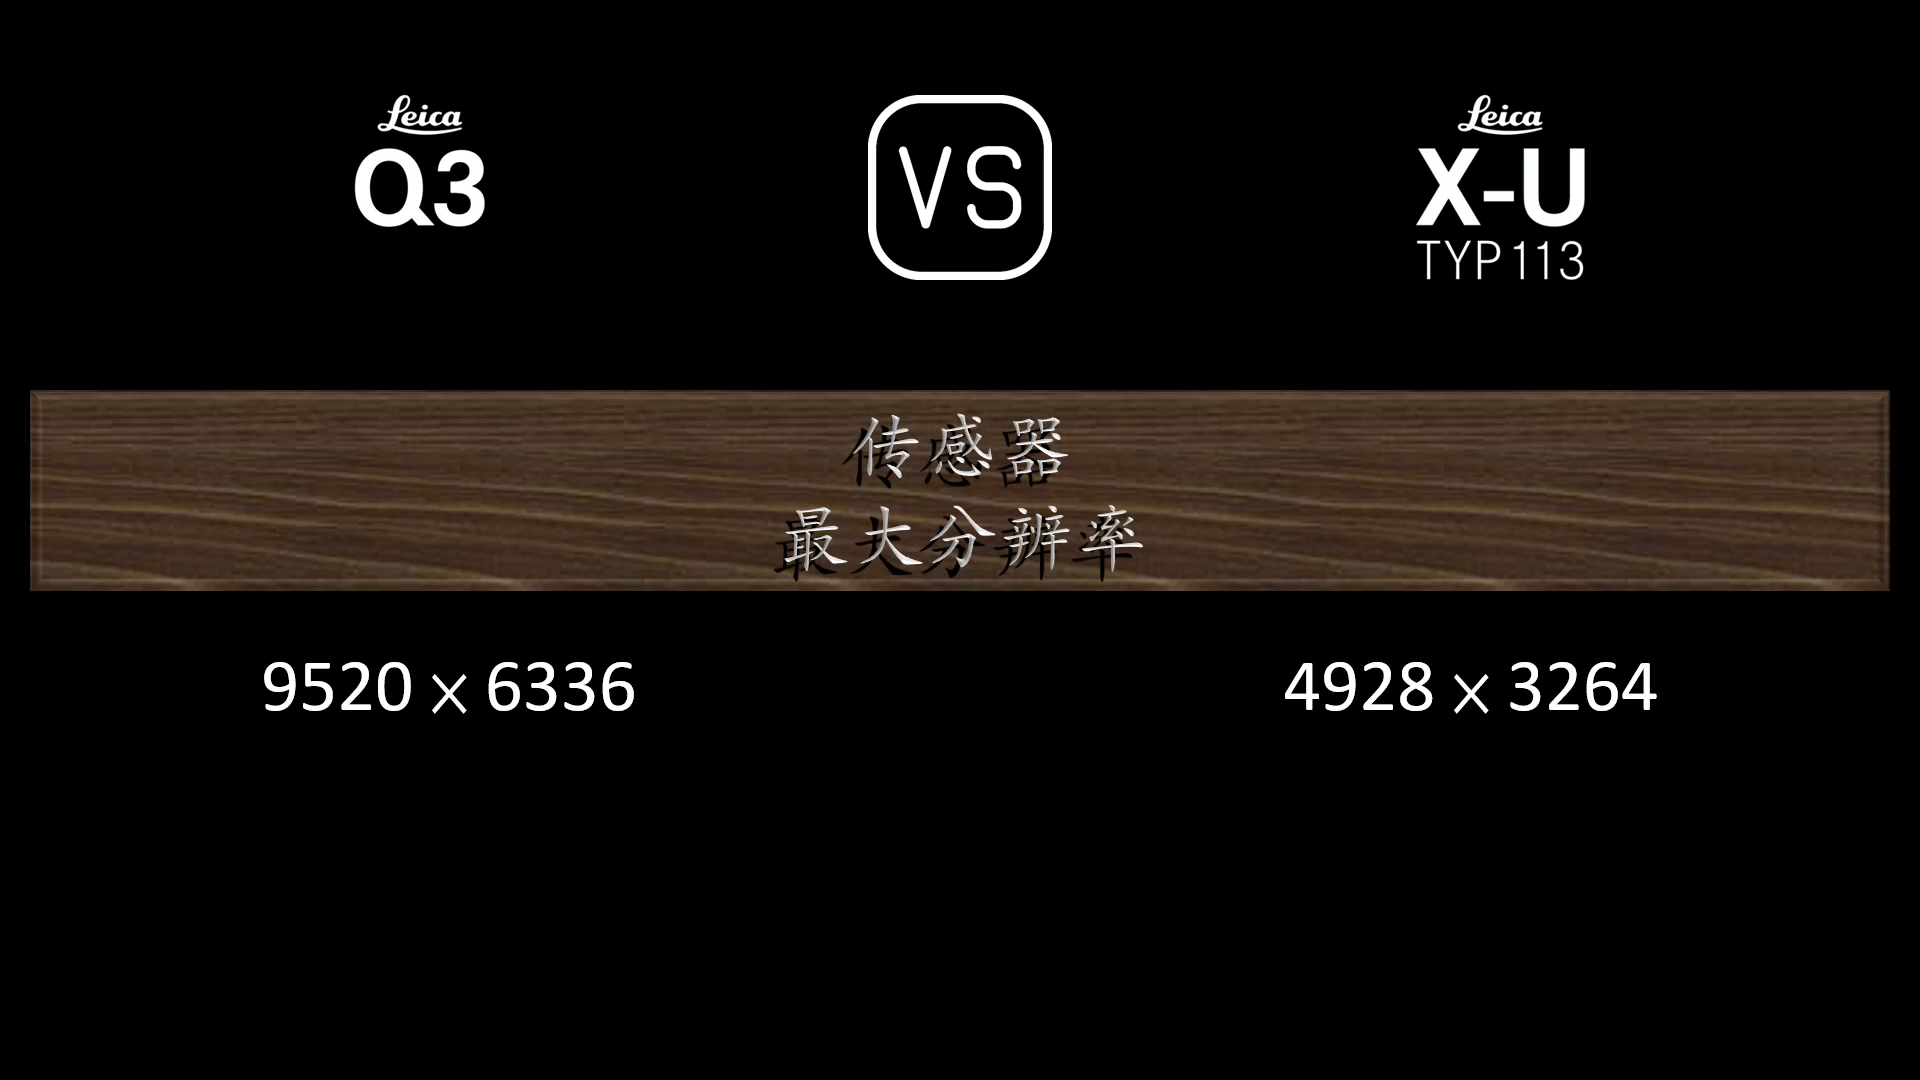 Leica
Q3
VS
Leica
X-U
TYP 113
传感器
最大分辨率
9520 x 6336
4928 x 3264